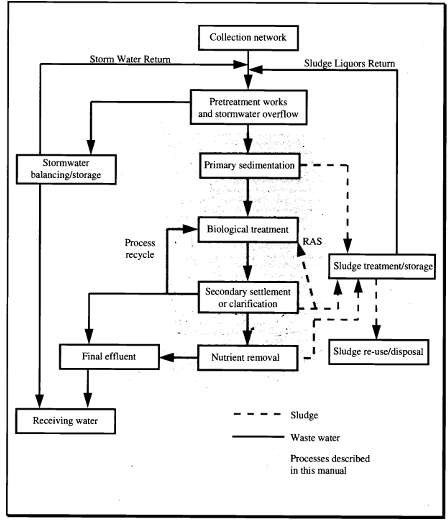 Collection network
Storm Water Return
Sludge Liquors Return
Pretreatment works
and stormwater overflow
Stormwater
balancing/storage
Primary sedimentation
Biological treatment
RAS
Process
recycle
Sludge treatment/storage
Secondary settlement
or clarification
Final effluent
Nutrient removal
Sludge re-use/disposal
Receiving water
Sludge
Waste water
Processes described
in this manual